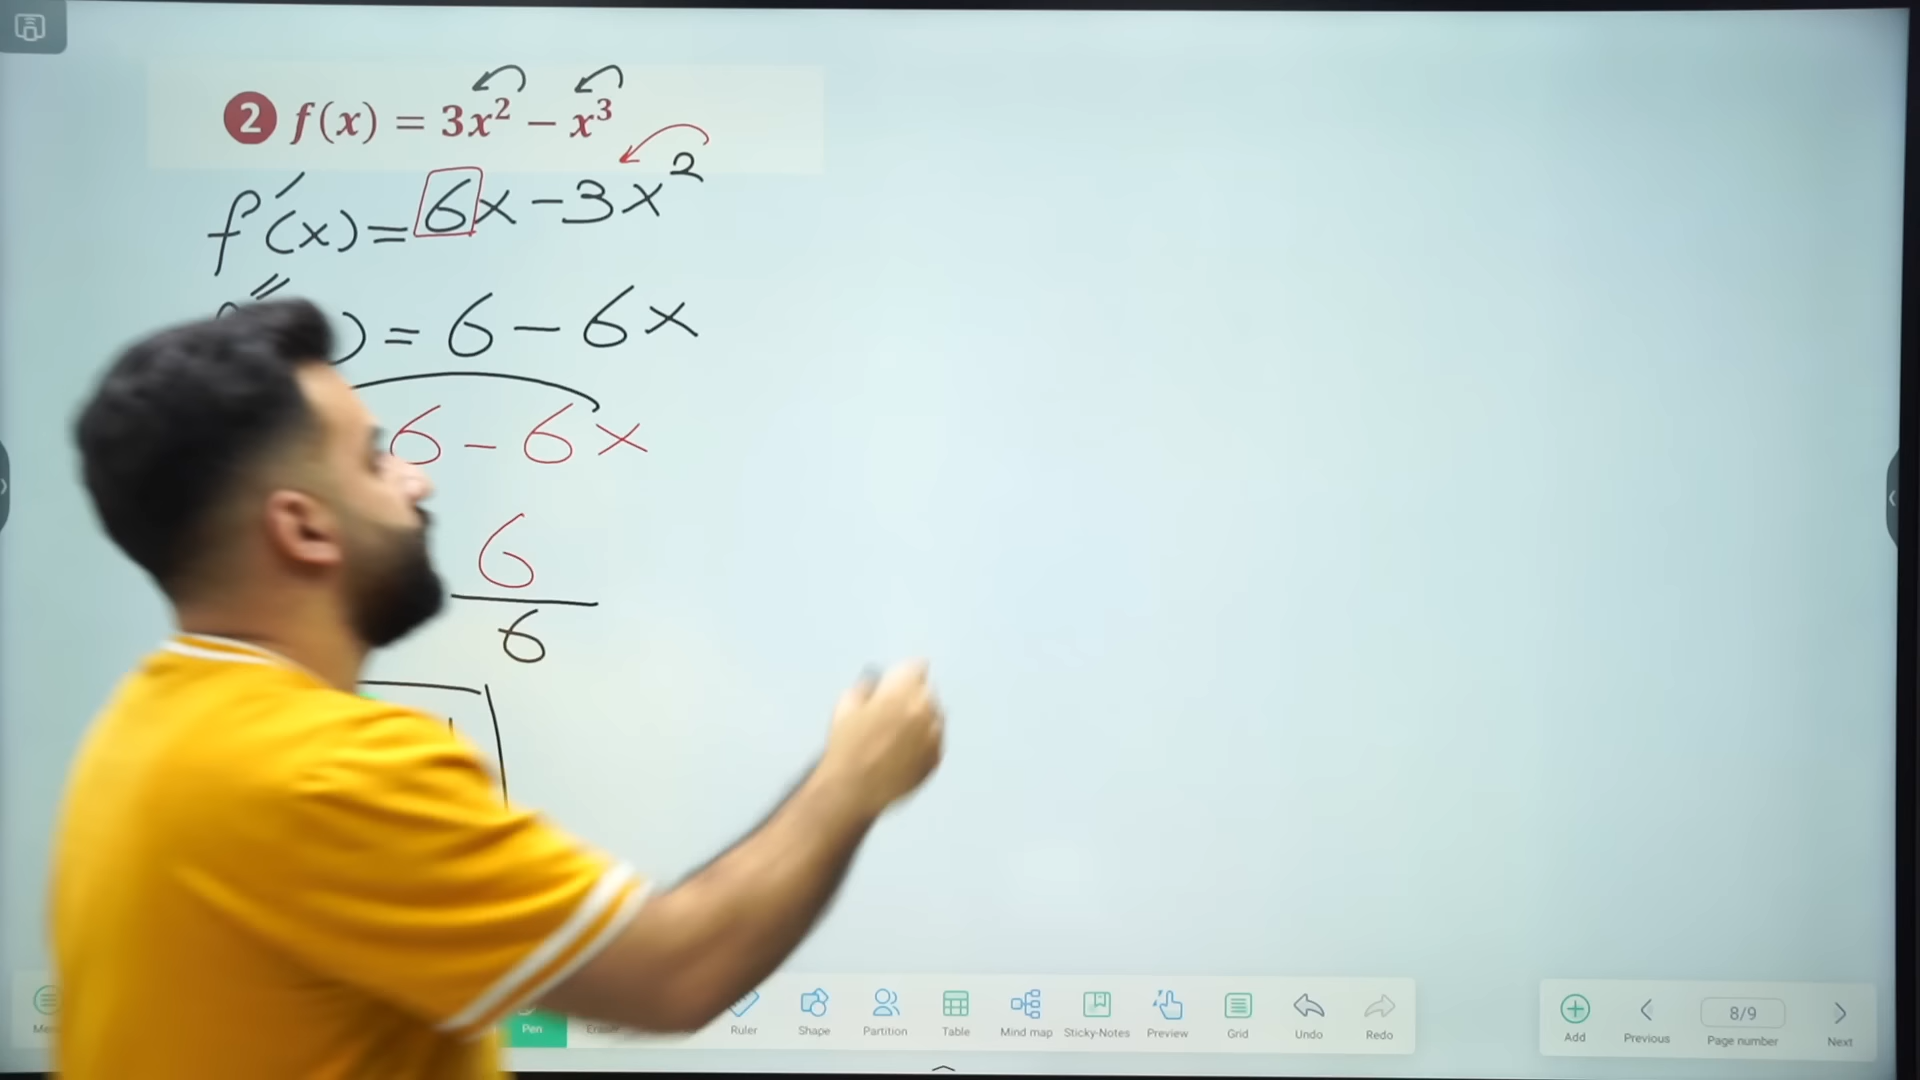 2 f(x) = 3x² − x³
f′(x) = 6x − 3x²
) = 6 − 6x
6 − 6x
6
6
Pen
Ruler
Shape
Partition
Table
Mind map
Sticky-Notes
Preview
Grid
Undo
Redo
Add
Previous
8/9
Page number
Next